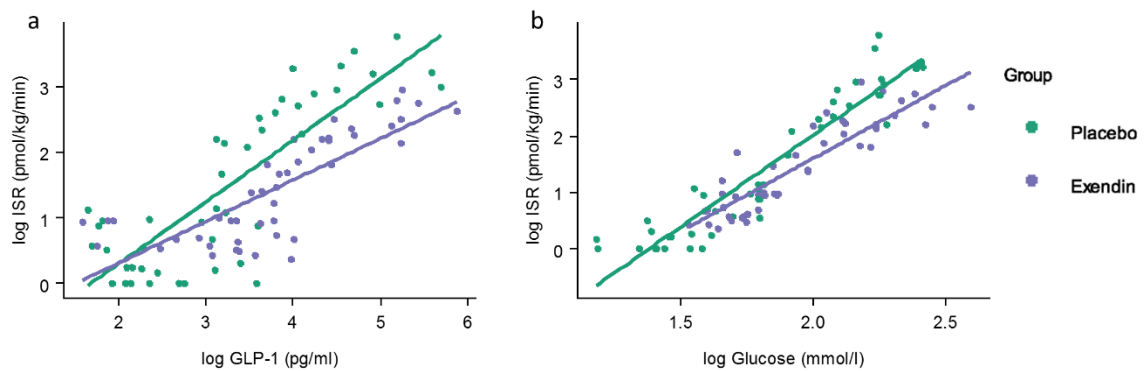 a
log ISR (pmol/kg/min)
3
2
1
0
2 3 4 5 6
log GLP-1 (pg/ml)
b
log ISR (pmol/kg/min)
3
2
1
0
1.5 2.0 2.5
log Glucose (mmol/l)
Group
Placebo
Exendin